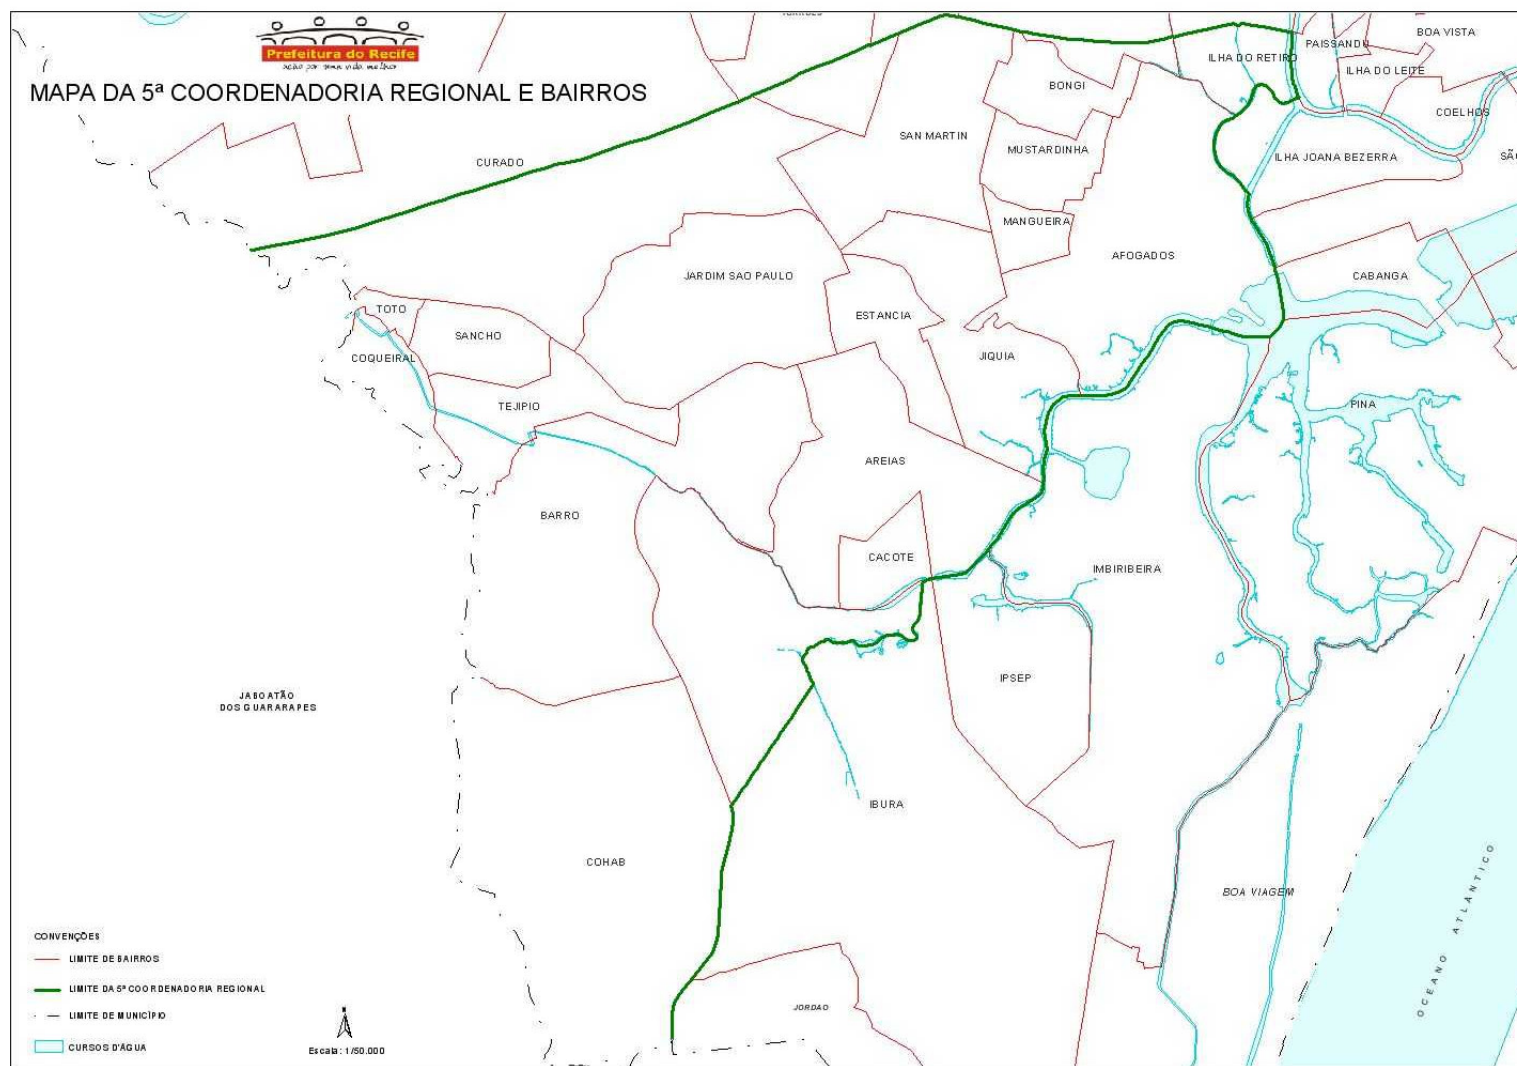 Prefeitura do Recife
ação por uma vida melhor
MAPA DA 5ª COORDENADORIA REGIONAL E BAIRROS
BOA VISTA
PAISSANDU
ILHA DO RETIRO
ILHA DO LEITE
BONGI
COELHOS
SAN MARTIN
MUSTARDINHA
ILHA JOANA BEZERRA
CURADO
MANGUEIRA
AFOGADOS
JARDIM SAO PAULO
CABANGA
TOTO
ESTANCIA
SANCHO
COQUEIRAL
JIQUIA
TEJIPIO
PINA
AREIAS
BARRO
CACOTE
IMBIRIBEIRA
IPSEP
JABOATÃO
DOS GUARARAPES
IBURA
COHAB
BOA VIAGEM
OCEANO ATLANTICO
JORDAO
CONVENÇÕES
LIMITE DE BAIRROS
LIMITE DA 5ª COORDENADORIA REGIONAL
LIMITE DE MUNICÍPIO
CURSOS D'ÁGUA
N
Escala: 1/50.000